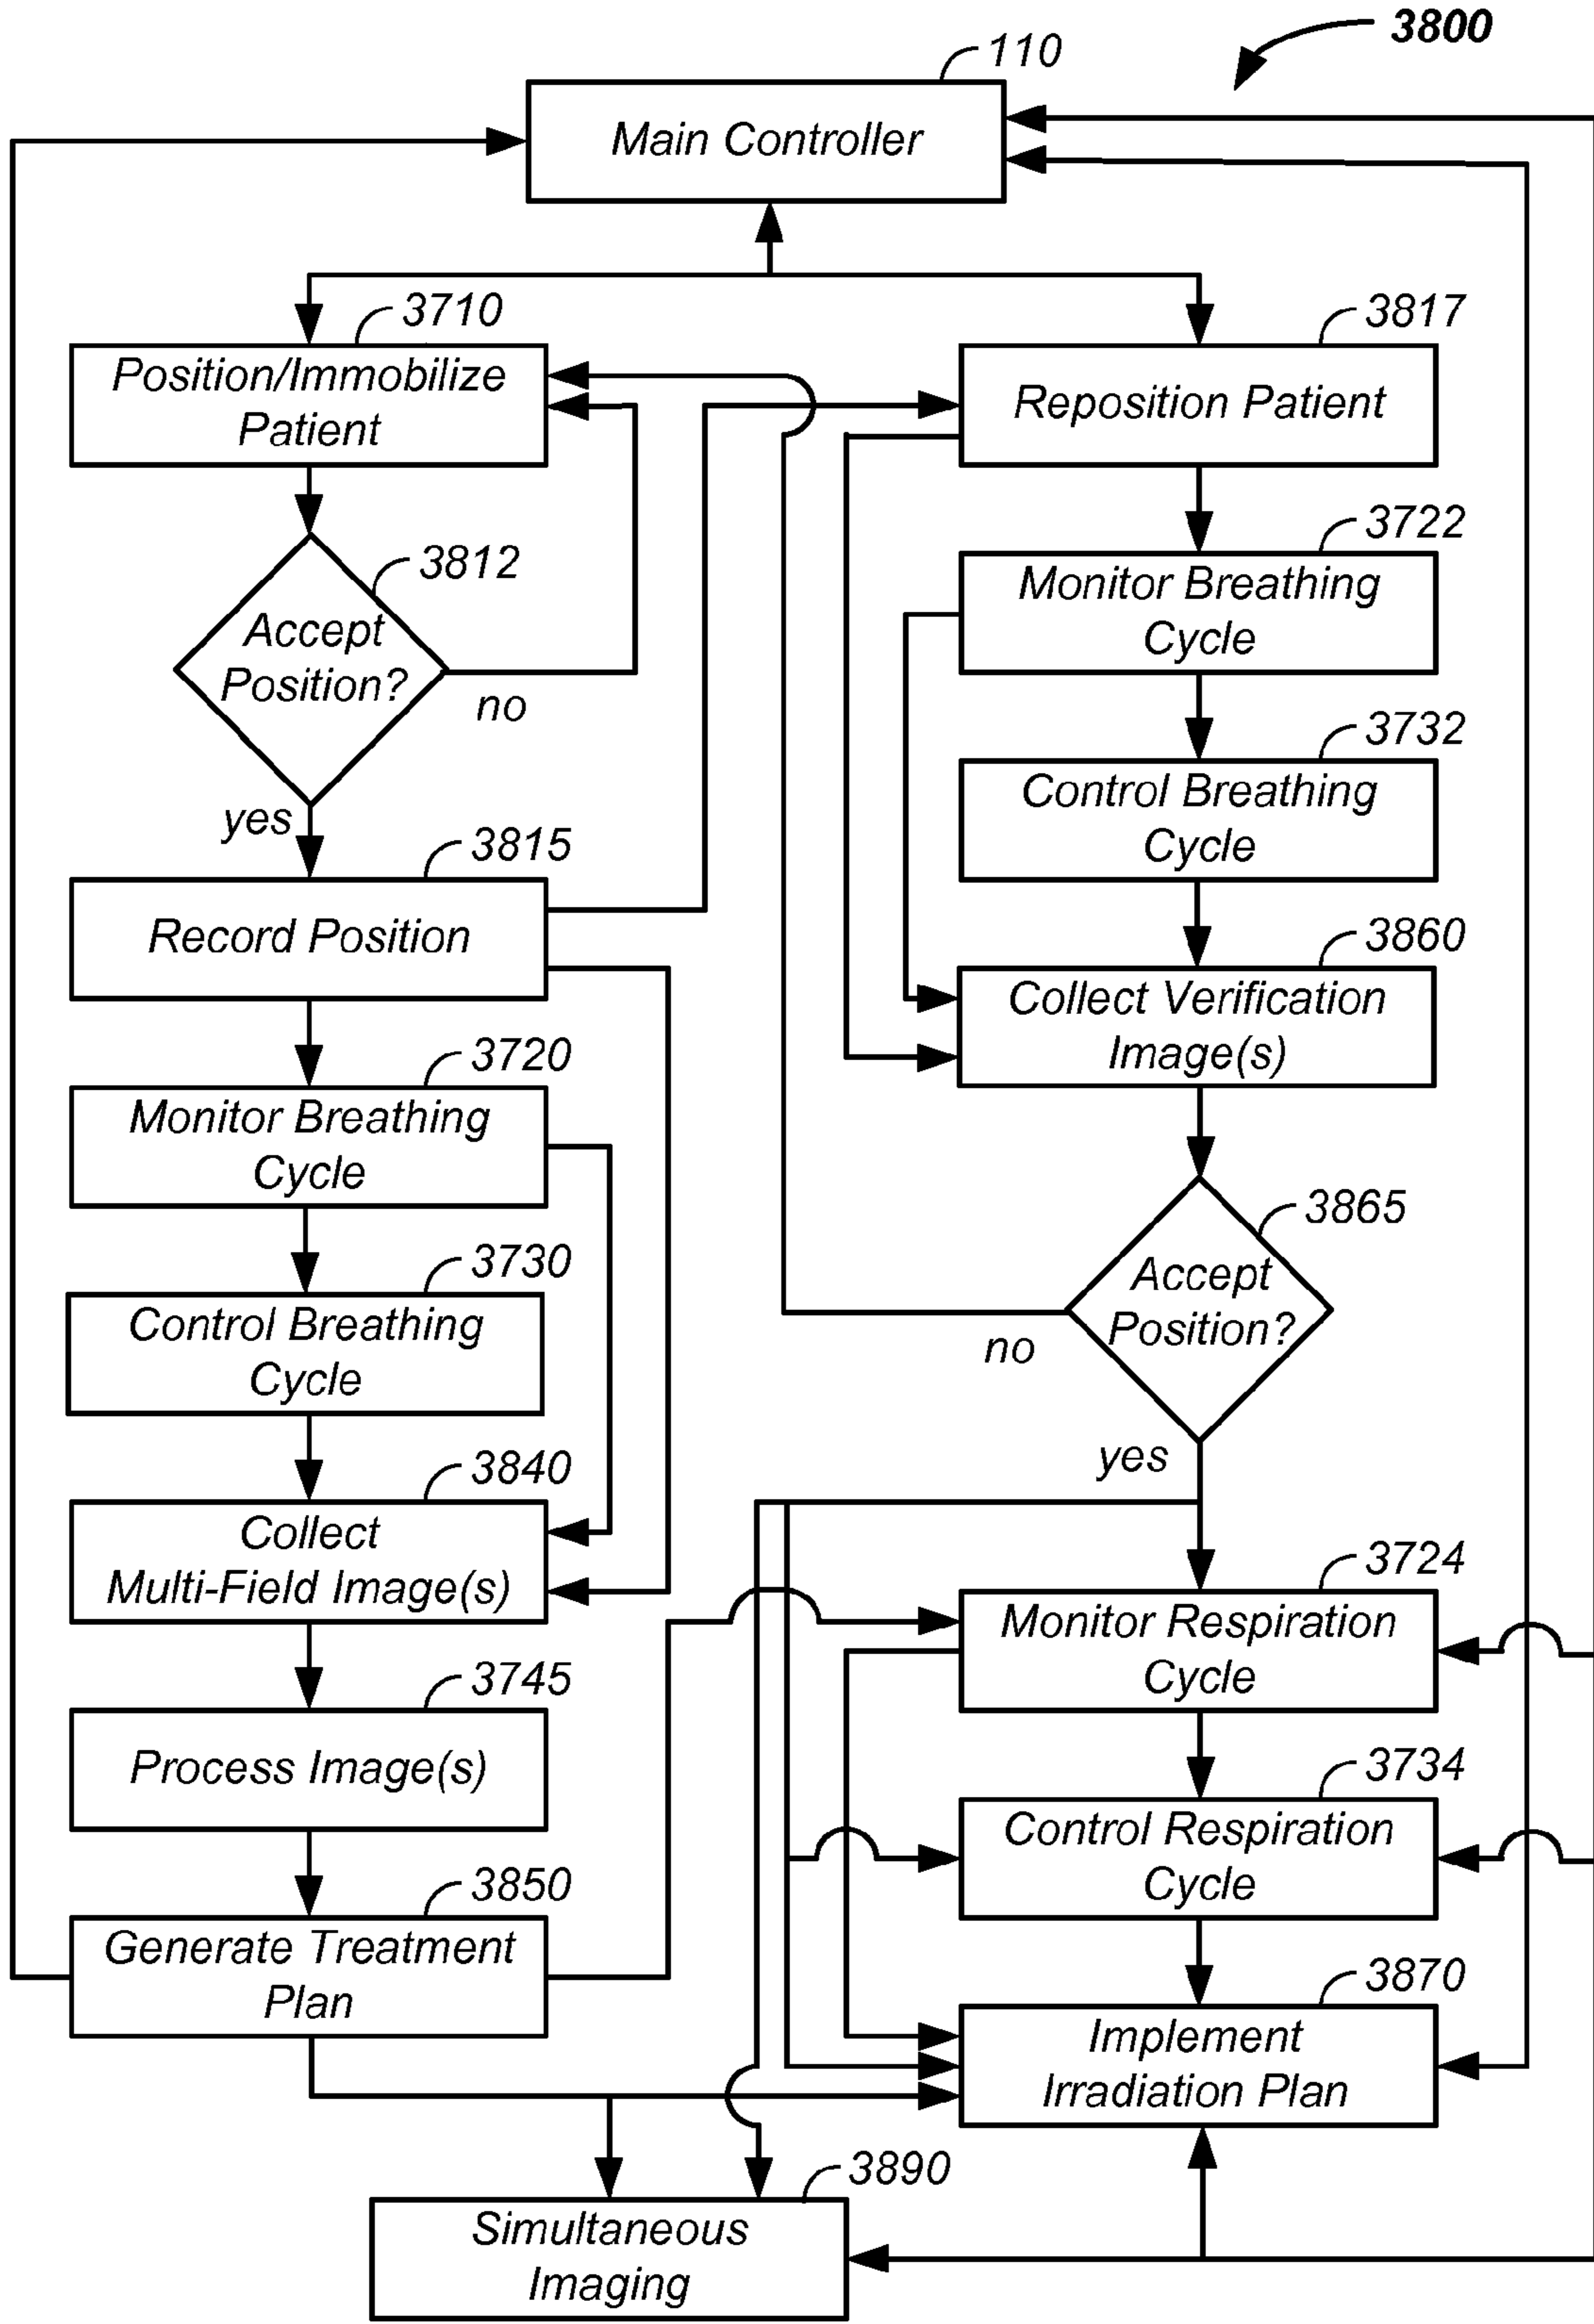 3800
110
Main Controller
3710
Position/Immobilize
Patient
3812
Accept
Position?
no
yes
3815
Record Position
3720
Monitor Breathing
Cycle
3730
Control Breathing
Cycle
3840
Collect
Multi-Field Image(s)
3745
Process Image(s)
3850
Generate Treatment
Plan
3817
Reposition Patient
3722
Monitor Breathing
Cycle
3732
Control Breathing
Cycle
3860
Collect Verification
Image(s)
3865
Accept
Position?
no
yes
3724
Monitor Respiration
Cycle
3734
Control Respiration
Cycle
3870
Implement
Irradiation Plan
3890
Simultaneous
Imaging